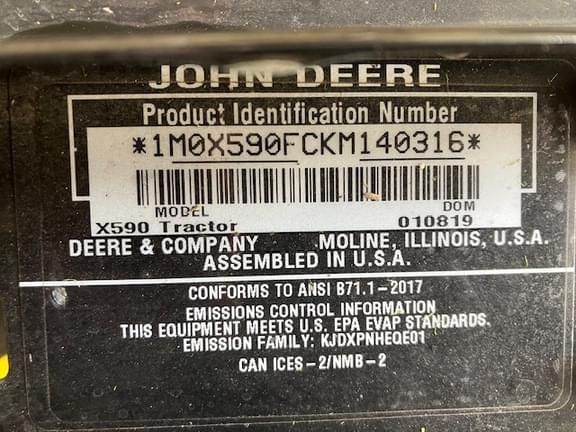 JOHN DEERE
Product Identification Number
*1M0X590FCKM140316*
MODEL DOM
X590 Tractor 010819
DEERE & COMPANY MOLINE, ILLINOIS, U.S.A.
ASSEMBLED IN U.S.A.
CONFORMS TO ANSI B71.1-2017
EMISSIONS CONTROL INFORMATION
THIS EQUIPMENT MEETS U.S. EPA EVAP STANDARDS.
EMISSION FAMILY: KJDXPNHEQE01
CAN ICES-2/NMB-2